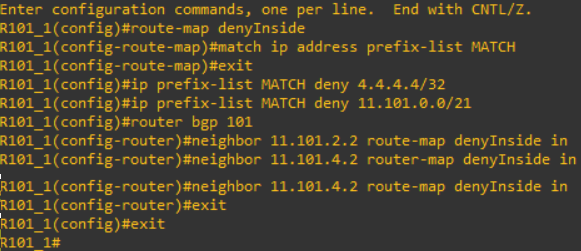 Enter configuration commands, one per line.  End with CNTL/Z.
R101_1(config)#route-map denyInside
R101_1(config-route-map)#match ip address prefix-list MATCH
R101_1(config-route-map)#exit
R101_1(config)#ip prefix-list MATCH deny 4.4.4.4/32
R101_1(config)#ip prefix-list MATCH deny 11.101.0.0/21
R101_1(config)#router bgp 101
R101_1(config-router)#neighbor 11.101.2.2 route-map denyInside in
R101_1(config-router)#neighbor 11.101.4.2 router-map denyInside in
R101_1(config-router)#neighbor 11.101.4.2 route-map denyInside in
R101_1(config-router)#exit
R101_1(config)#exit
R101_1#